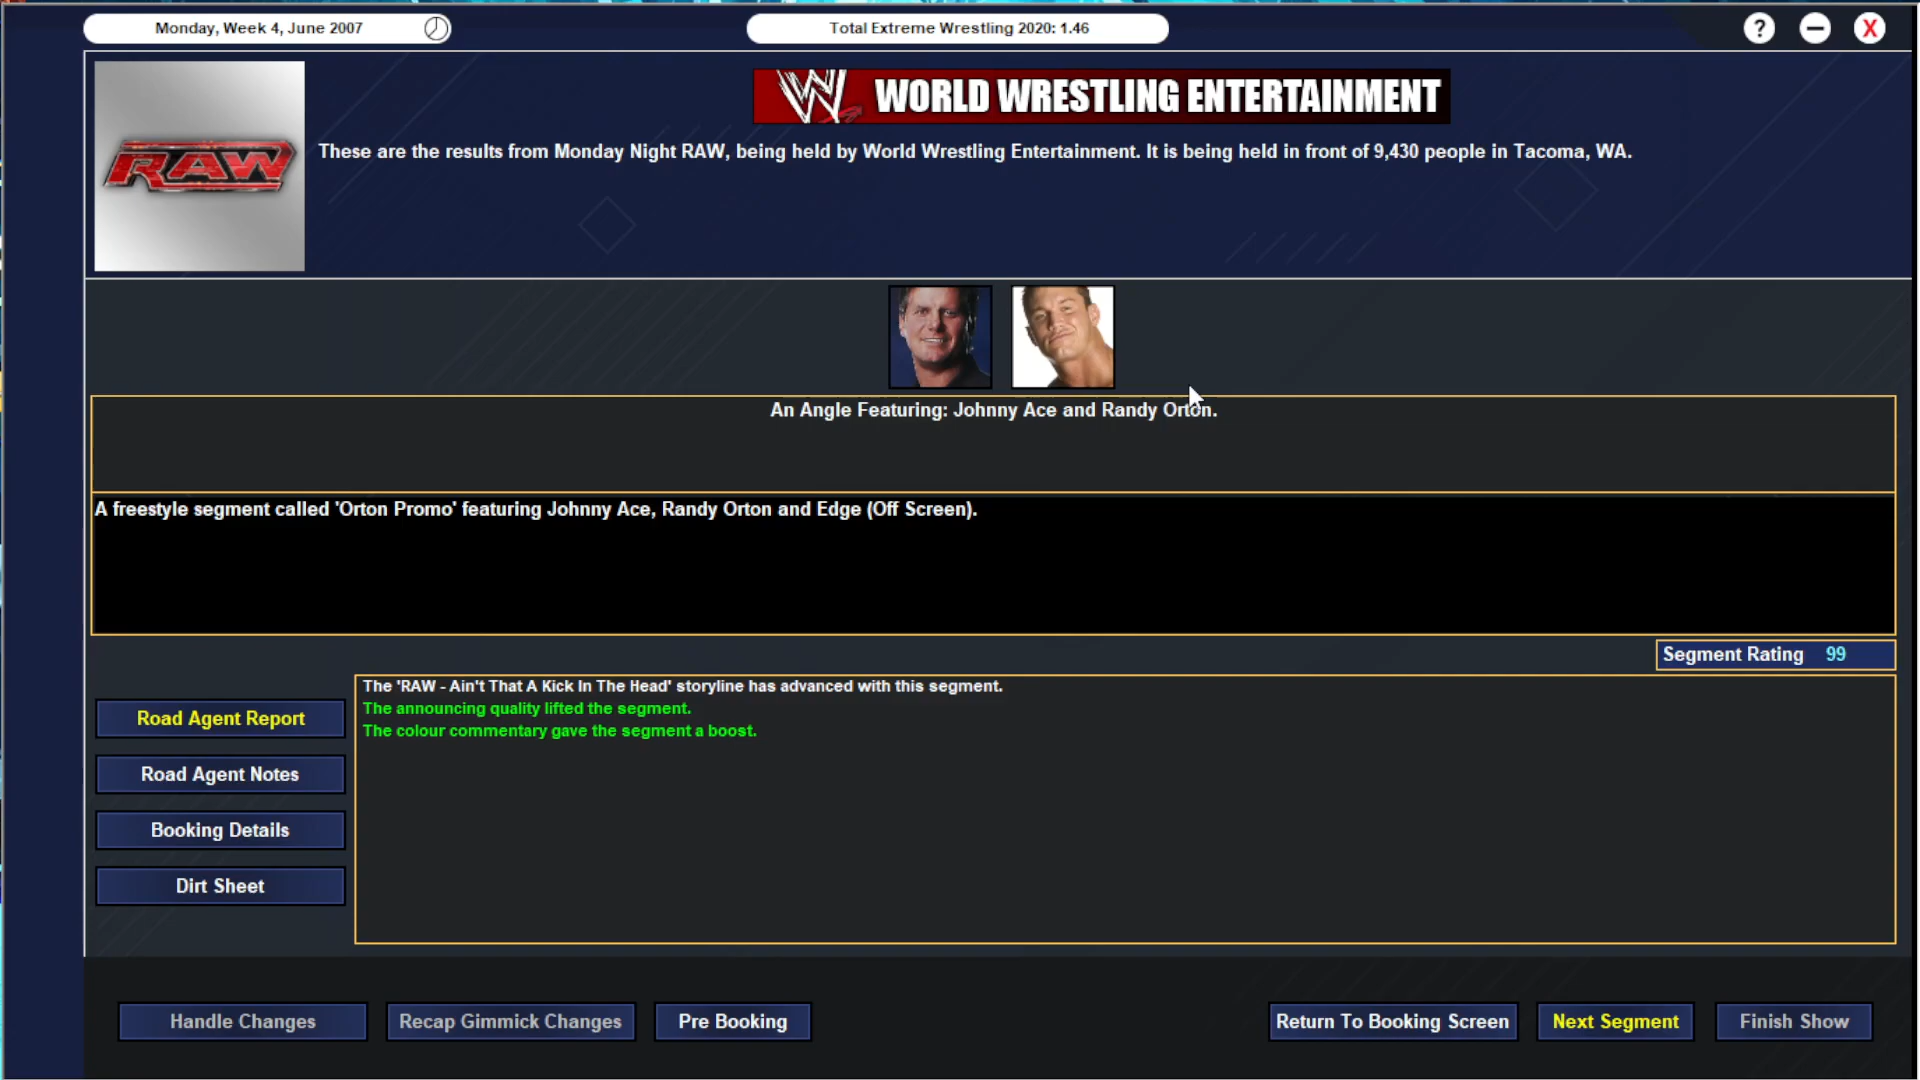 Monday, Week 4, June 2007
Total Extreme Wrestling 2020: 1.46
?
X
W WORLD WRESTLING ENTERTAINMENT
RAW
These are the results from Monday Night RAW, being held by World Wrestling Entertainment. It is being held in front of 9,430 people in Tacoma, WA.
An Angle Featuring: Johnny Ace and Randy Orton.
A freestyle segment called 'Orton Promo' featuring Johnny Ace, Randy Orton and Edge (Off Screen).
Segment Rating 99
The 'RAW - Ain't That A Kick In The Head' storyline has advanced with this segment.
The announcing quality lifted the segment.
The colour commentary gave the segment a boost.
Road Agent Report
Road Agent Notes
Booking Details
Dirt Sheet
Handle Changes
Recap Gimmick Changes
Pre Booking
Return To Booking Screen
Next Segment
Finish Show